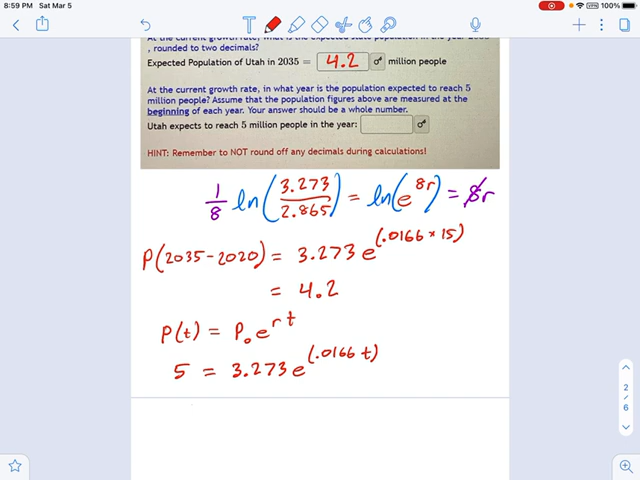 8:59 PM Sat Mar 5
100%
, rounded to two decimals?
Expected Population of Utah in 2035 = 4.2 million people
At the current growth rate, in what year is the population expected to reach 5
million people? Assume that the population figures above are measured at the
beginning of each year. Your answer should be a whole number.
Utah expects to reach 5 million people in the year:
HINT: Remember to NOT round off any decimals during calculations!
1/8 ln(3.273/2.865) = ln(e^8r) = 8r
P(2035-2020) = 3.273 e^(.0166 × 15)
= 4.2
P(t) = P₀ e^rt
5 = 3.273 e^(.0166 t)
2
/
6